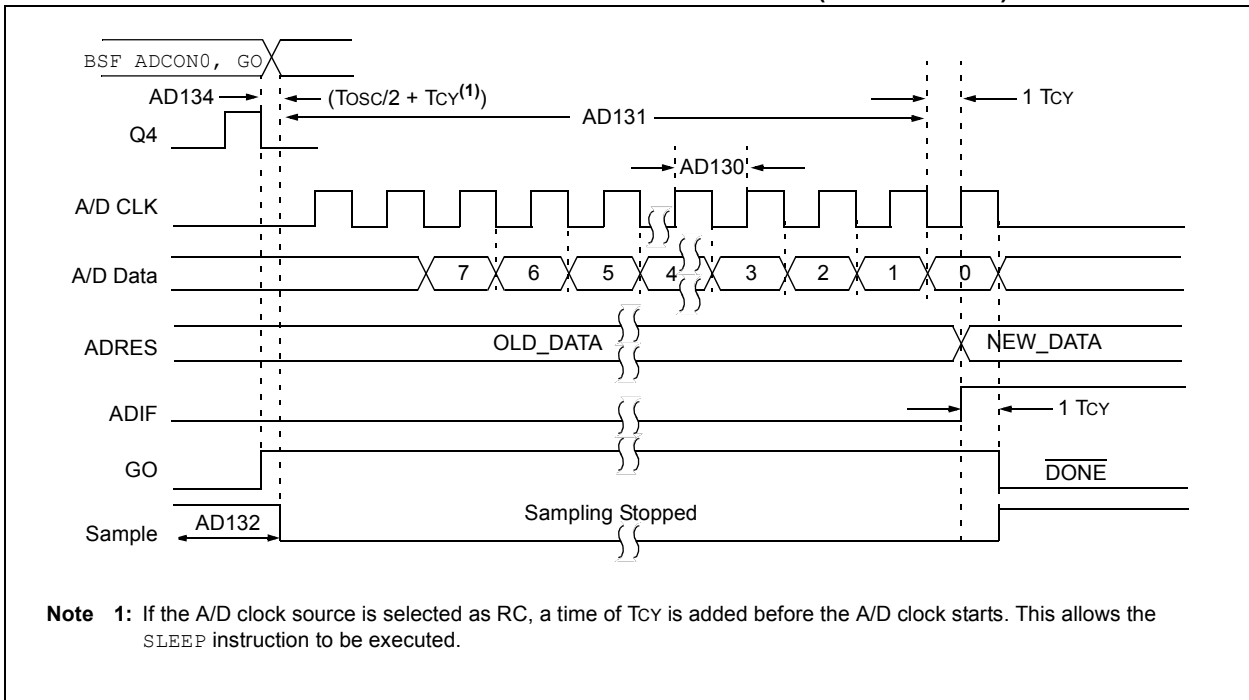 BSF ADCON0, GO
AD134
(TOSC/2 + TCY(1))
1 TCY
AD131
Q4
AD130
A/D CLK
A/D Data
7
6
5
4
3
2
1
0
ADRES
OLD_DATA
NEW_DATA
ADIF
1 TCY
GO
DONE
Sample
AD132
Sampling Stopped
Note 1: If the A/D clock source is selected as RC, a time of TCY is added before the A/D clock starts. This allows the
SLEEP instruction to be executed.